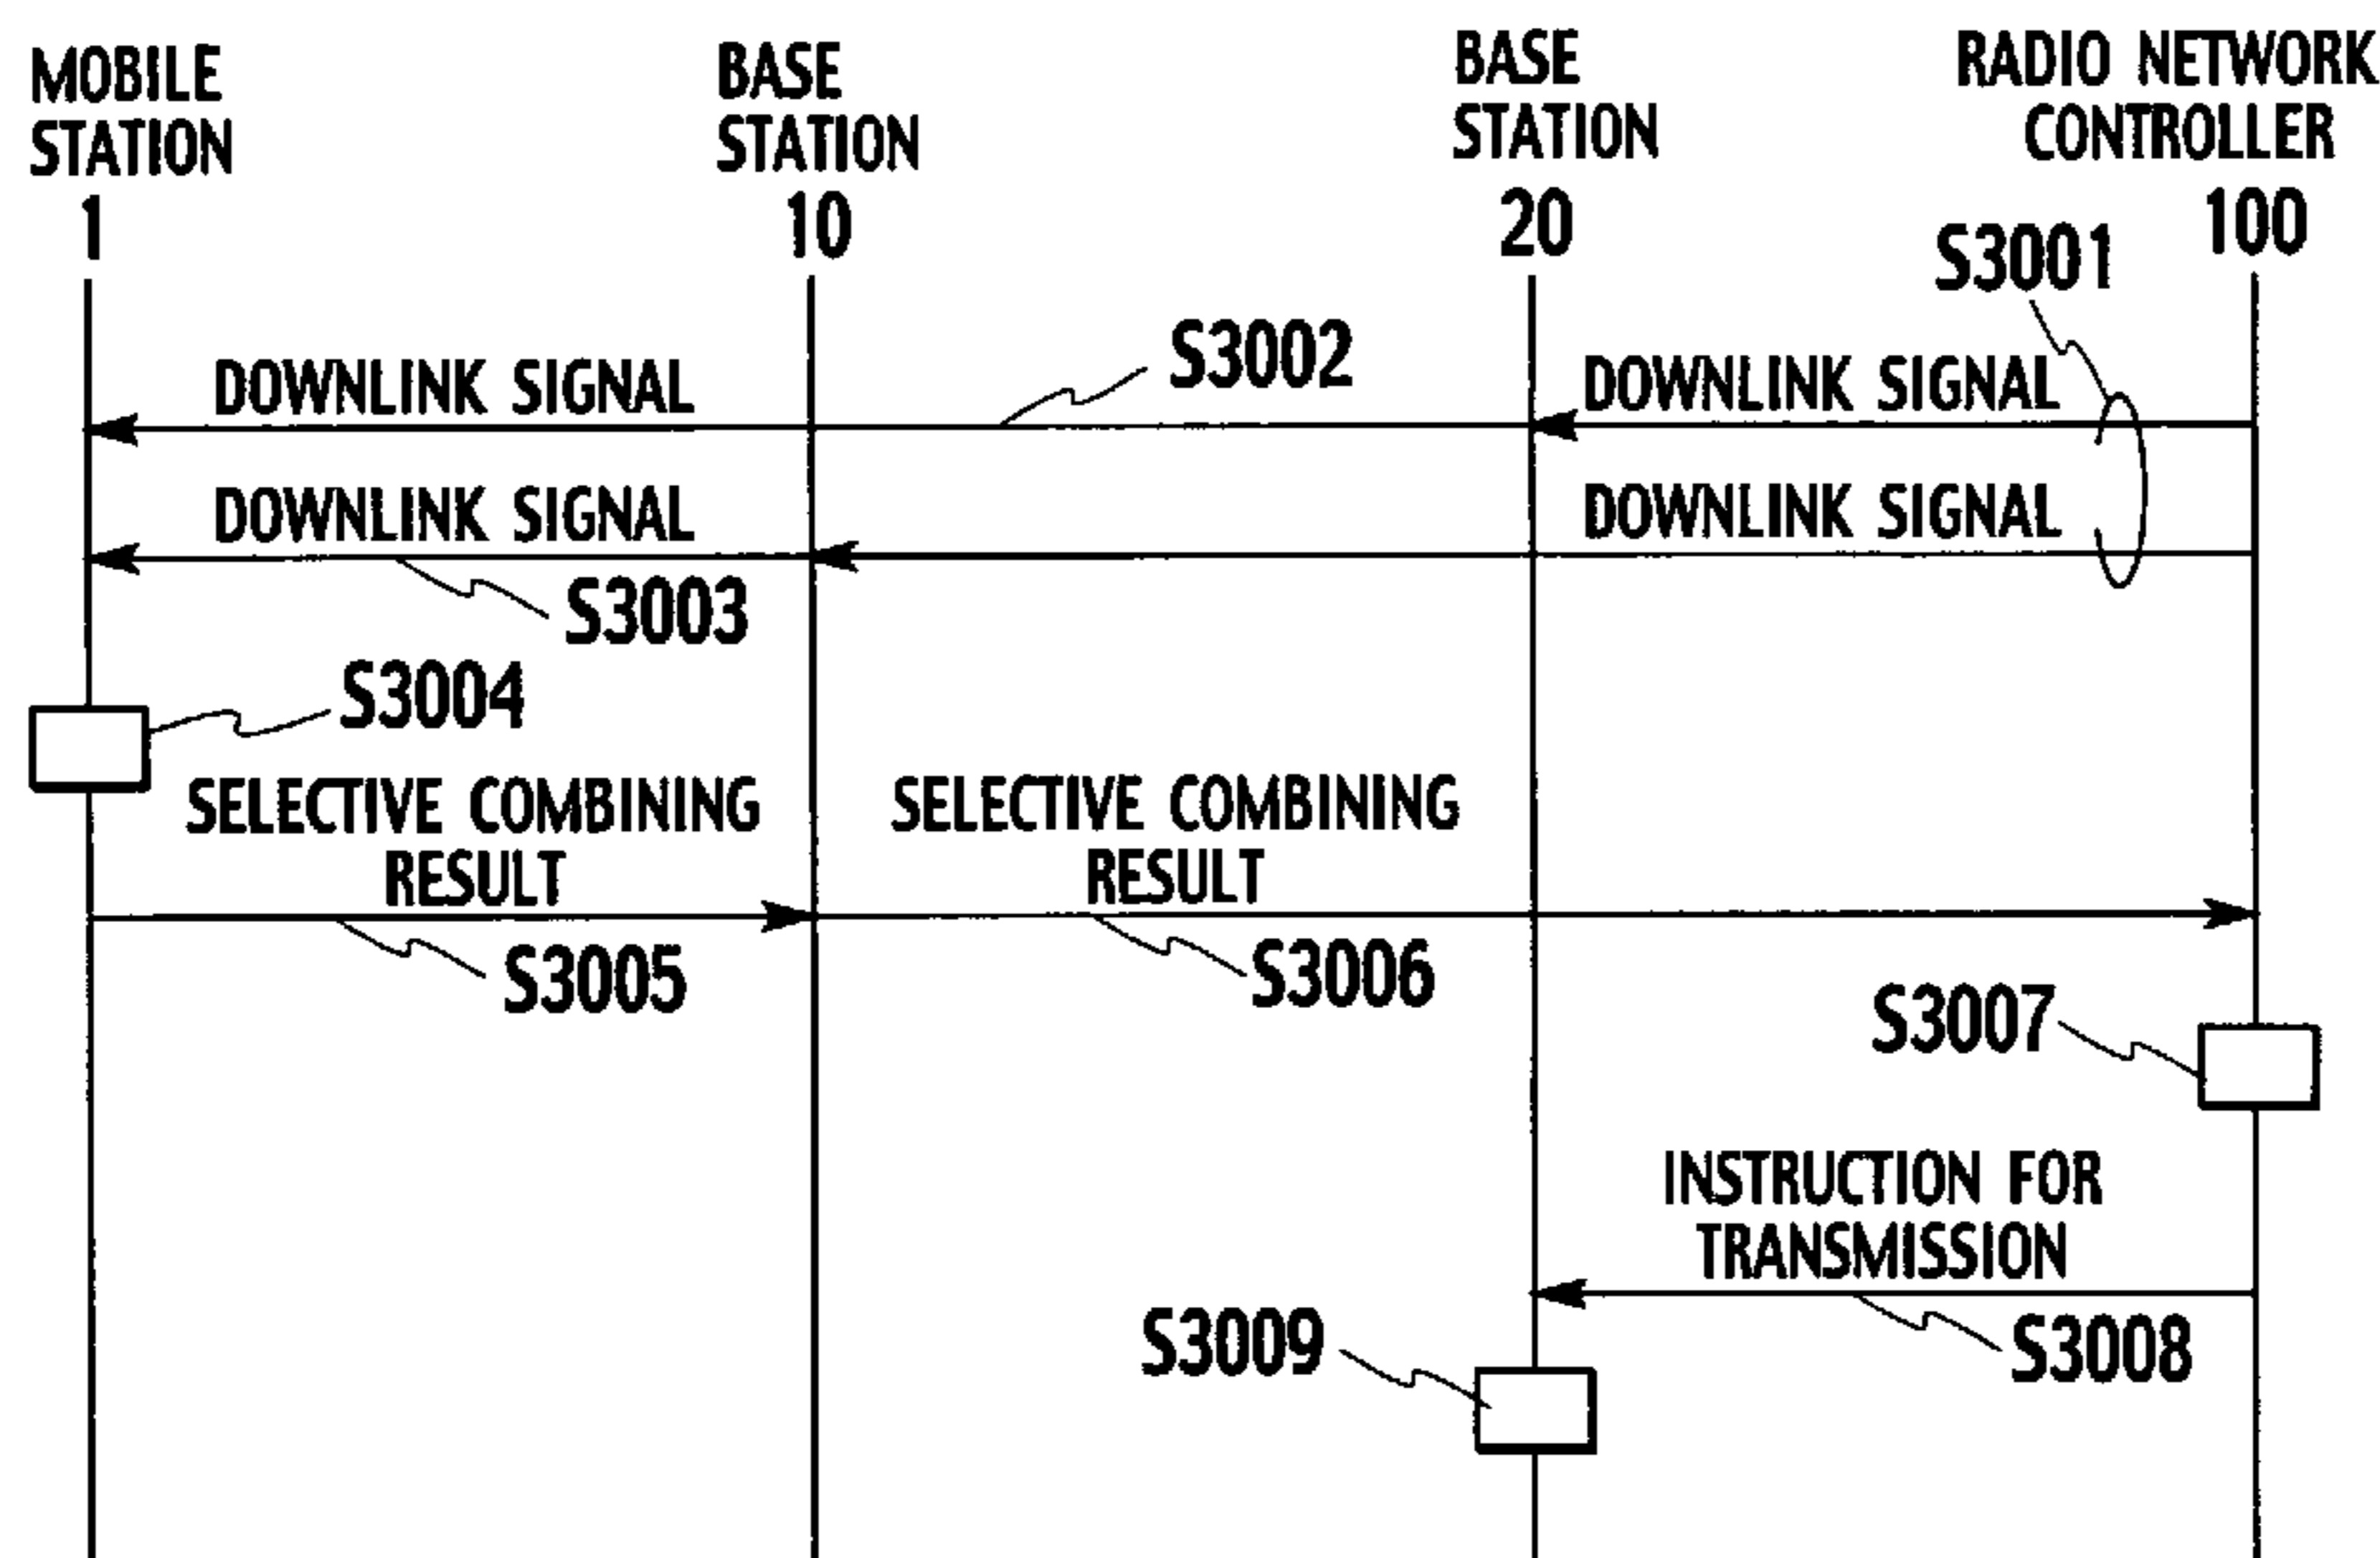 MOBILE
STATION
1
BASE
STATION
10
BASE
STATION
20
RADIO NETWORK
CONTROLLER
100
S3001
S3002
DOWNLINK SIGNAL
DOWNLINK SIGNAL
DOWNLINK SIGNAL
DOWNLINK SIGNAL
S3003
S3004
SELECTIVE COMBINING
RESULT
SELECTIVE COMBINING
RESULT
S3005
S3006
S3007
INSTRUCTION FOR
TRANSMISSION
S3009
S3008